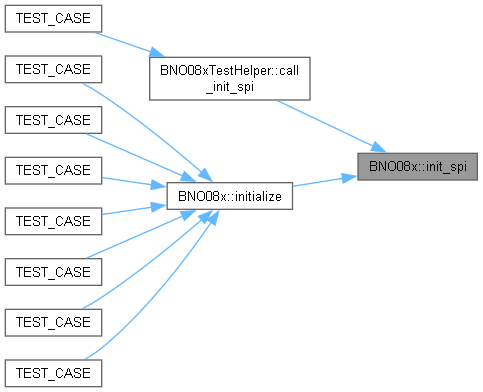 TEST_CASE
TEST_CASE
TEST_CASE
TEST_CASE
TEST_CASE
TEST_CASE
TEST_CASE
TEST_CASE
BNO08xTestHelper::call
_init_spi
BNO08x::initialize
BNO08x::init_spi